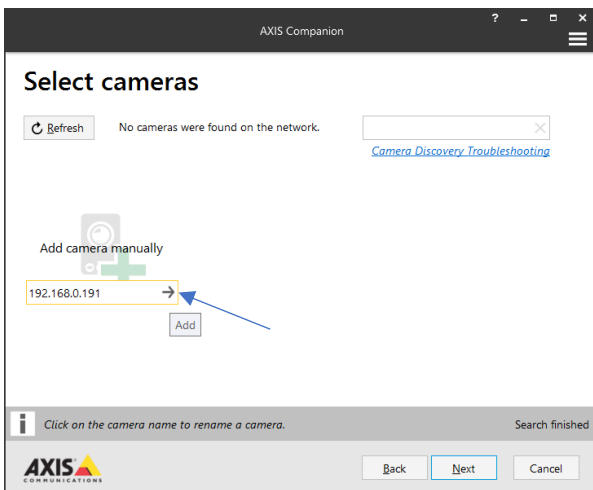 AXIS Companion
?
Select cameras
Refresh No cameras were found on the network.
Camera Discovery Troubleshooting
Add camera manually
192.168.0.191
Add
i Click on the camera name to rename a camera. Search finished
AXIS
COMMUNICATIONS
Back Next Cancel